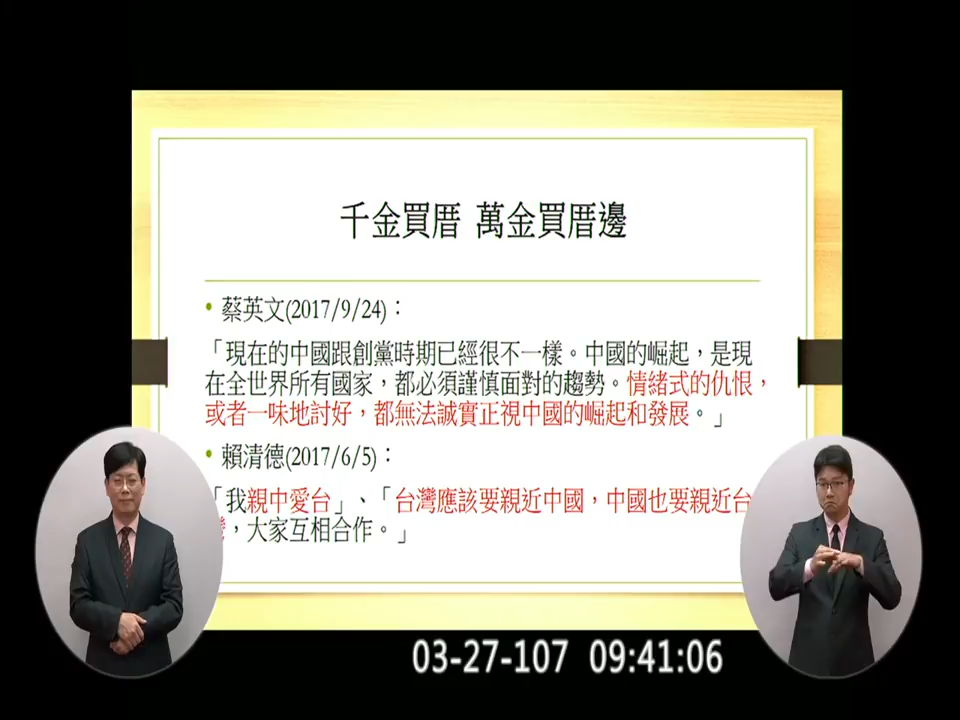 千金買厝 萬金買厝邊
• 蔡英文(2017/9/24)：
「現在的中國跟創黨時期已經很不一樣。中國的崛起，是現
在全世界所有國家，都必須謹慎面對的趨勢。情緒式的仇恨，
或者一味地討好，都無法誠實正視中國的崛起和發展。」
• 賴清德(2017/6/5)：
「我親中愛台」、「台灣應該要親近中國，中國也要親近台
，大家互相合作。」
03-27-107 09:41:06